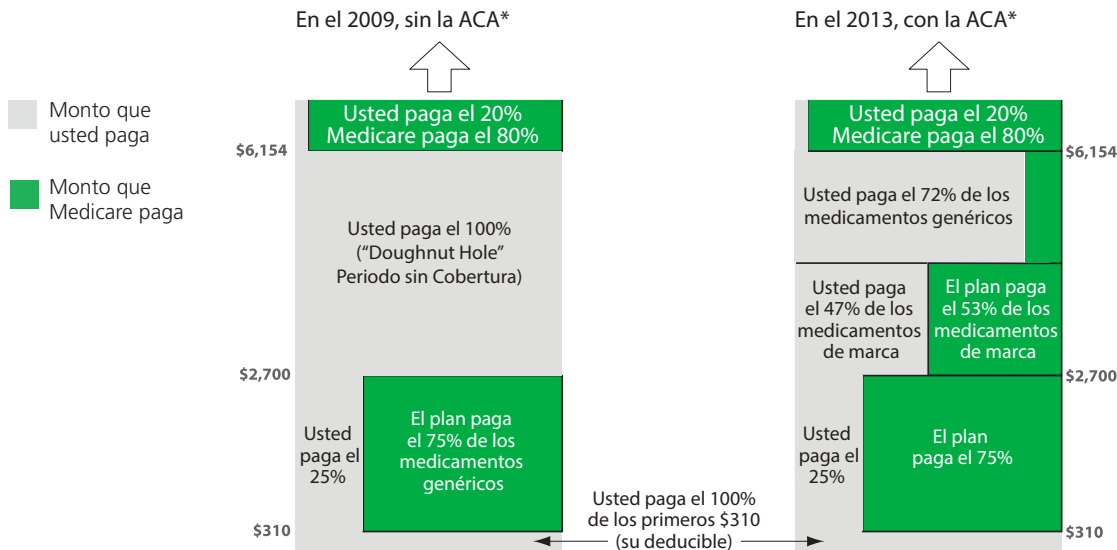 En el 2009, sin la ACA*
En el 2013, con la ACA*
Monto que
usted paga
Monto que
Medicare paga
Usted paga el 20%
Medicare paga el 80%
$6,154
Usted paga el 100%
(“Doughnut Hole”
Periodo sin Cobertura)
$2,700
Usted
paga el
25%
El plan paga
el 75% de los
medicamentos
genéricos
$310
Usted paga el 100%
de los primeros $310
(su deducible)
Usted paga el 20%
Medicare paga el 80%
$6,154
Usted paga el 72% de los
medicamentos genéricos
Usted paga
el 47% de los
medicamentos
de marca
El plan paga
el 53% de los
medicamentos
de marca
$2,700
Usted
paga el
25%
El plan
paga el 75%
$310